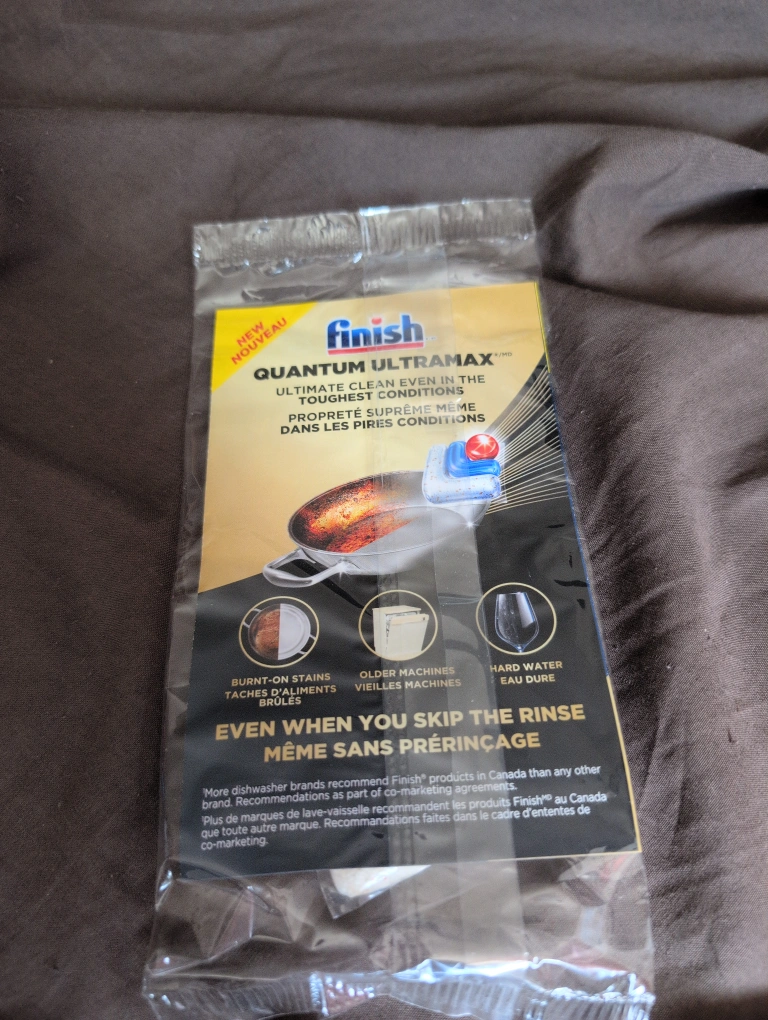 NEW
NOUVEAU
finish
QUANTUM ULTRAMAX
ULTIMATE CLEAN EVEN IN THE
TOUGHEST CONDITIONS
PROPRETÉ SUPRÊME MÊME
DANS LES PIRES CONDITIONS
BURNT-ON STAINS
TACHES D'ALIMENTS
BRÛLÉS
OLDER MACHINES
VIEILLES MACHINES
HARD WATER
EAU DURE
EVEN WHEN YOU SKIP THE RINSE
MÊME SANS PRÉRINÇAGE
¹More dishwasher brands recommend Finish® products in Canada than any other
brand. Recommendations as part of co-marketing agreements.
¹Plus de marques de lave-vaisselle recommandent les produits Finishᴹᴰ au Canada
que toute autre marque. Recommandations faites dans le cadre d'ententes de
co-marketing.